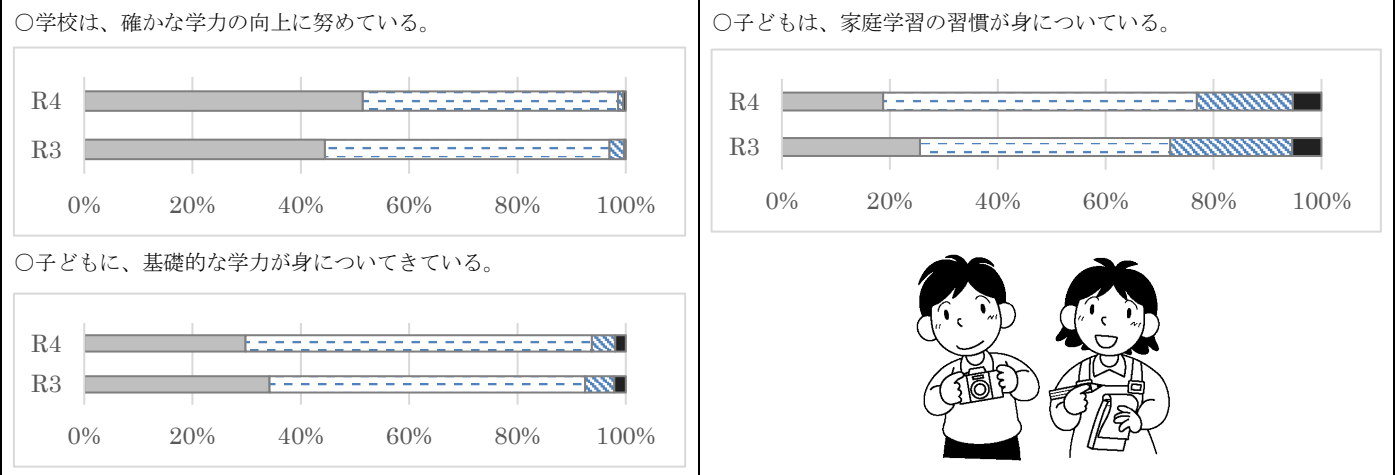 ○学校は、確かな学力の向上に努めている。
R4
R3
0% 20% 40% 60% 80% 100%
○子どもに、基礎的な学力が身についてきている。
R4
R3
0% 20% 40% 60% 80% 100%
○子どもは、家庭学習の習慣が身についている。
R4
R3
0% 20% 40% 60% 80% 100%